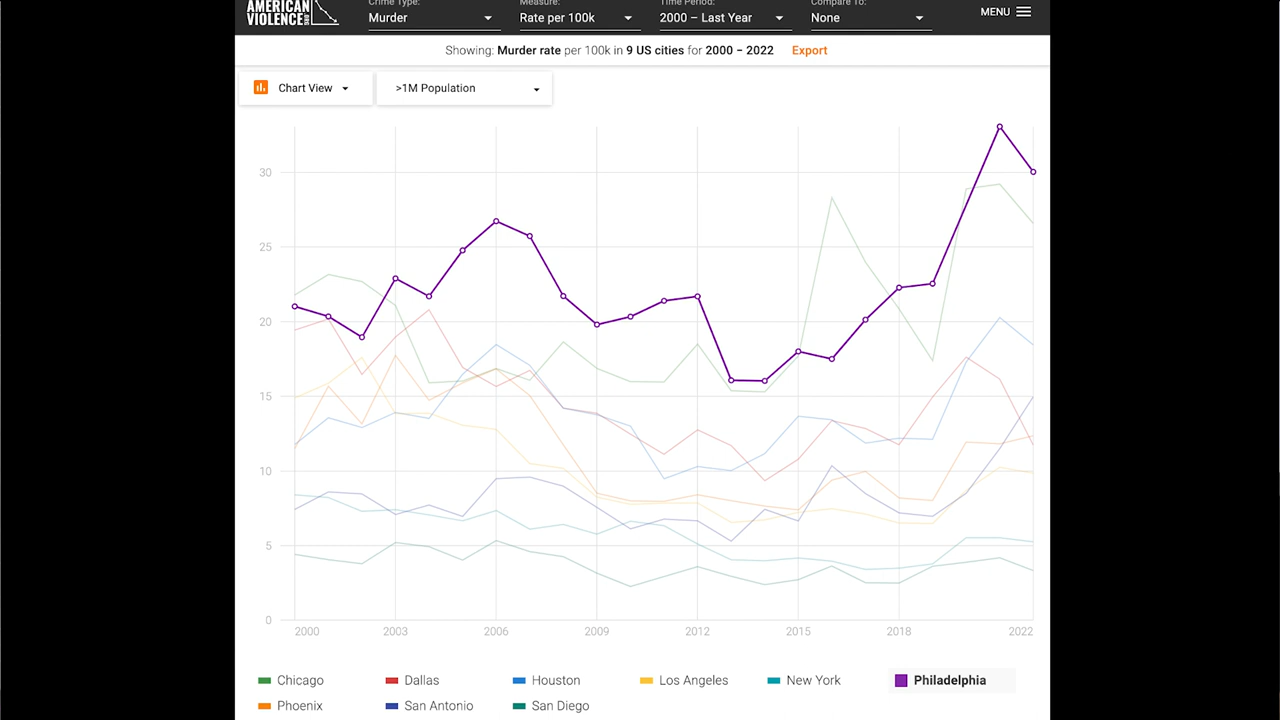 AMERICAN
VIOLENCE
Crime Type: Measure: Time Period: Compare To:
Murder Rate per 100k 2000 – Last Year None MENU
Showing: Murder rate per 100k in 9 US cities for 2000 – 2022 Export
Chart View >1M Population
30
25
20
15
10
5
0
2000 2003 2006 2009 2012 2015 2018 2022
Chicago Dallas Houston Los Angeles New York Philadelphia
Phoenix San Antonio San Diego